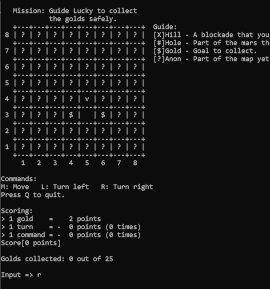 Mission: Guide Lucky to collect
the golds safely.
+---+---+---+---+---+---+---+---+
8 | ? | ? | ? | ? | ? | ? | ? | ? |
+---+---+---+---+---+---+---+---+
7 | ? | ? | ? | ? | ? | ? | ? | ? |
+---+---+---+---+---+---+---+---+
6 | ? | ? | ? | ? | ? | ? | ? | ? |
+---+---+---+---+---+---+---+---+
5 | ? | ? | ? | ? | ? | ? | ? | ? |
+---+---+---+---+---+---+---+---+
4 | ? | ? | ? | ? | v | ? | ? | ? |
+---+---+---+---+---+---+---+---+
3 | ? | ? | ? | $ |   | $ | ? | ? |
+---+---+---+---+---+---+---+---+
2 | ? | ? | ? | ? | ? | ? | ? | ? |
+---+---+---+---+---+---+---+---+
1 | ? | ? | ? | ? | ? | ? | ? | ? |
+---+---+---+---+---+---+---+---+
1 2 3 4 5 6 7 8
Guide:
[X]Hill - A blockade that you
[#]Hole - Part of the mars th
[$]Gold - Goal to collect.
[?]Anon - Part of the map yet
Commands:
M: Move L: Turn left R: Turn right
Press Q to quit.
Scoring:
> 1 gold = 2 points
> 1 turn = - 0 points (0 times)
> 1 command = - 0 points (0 times)
Score[0 points]
Golds collected: 0 out of 25
Input => r